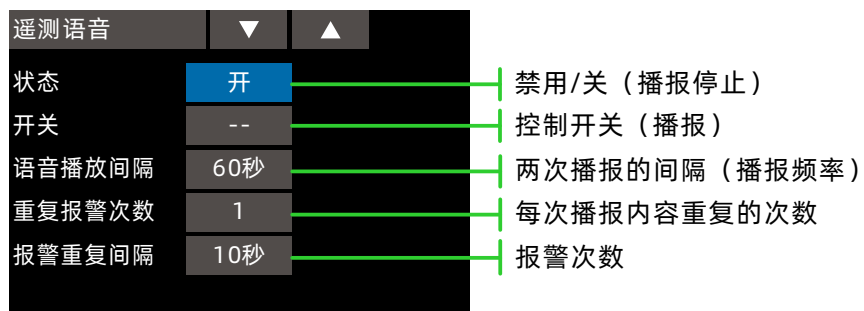 遥测语音 ▼ ▲
状态 开 禁用/关（播报停止）
开关 -- 控制开关（播报）
语音播放间隔 60秒 两次播报的间隔（播报频率）
重复报警次数 1 每次播报内容重复的次数
报警重复间隔 10秒 报警次数